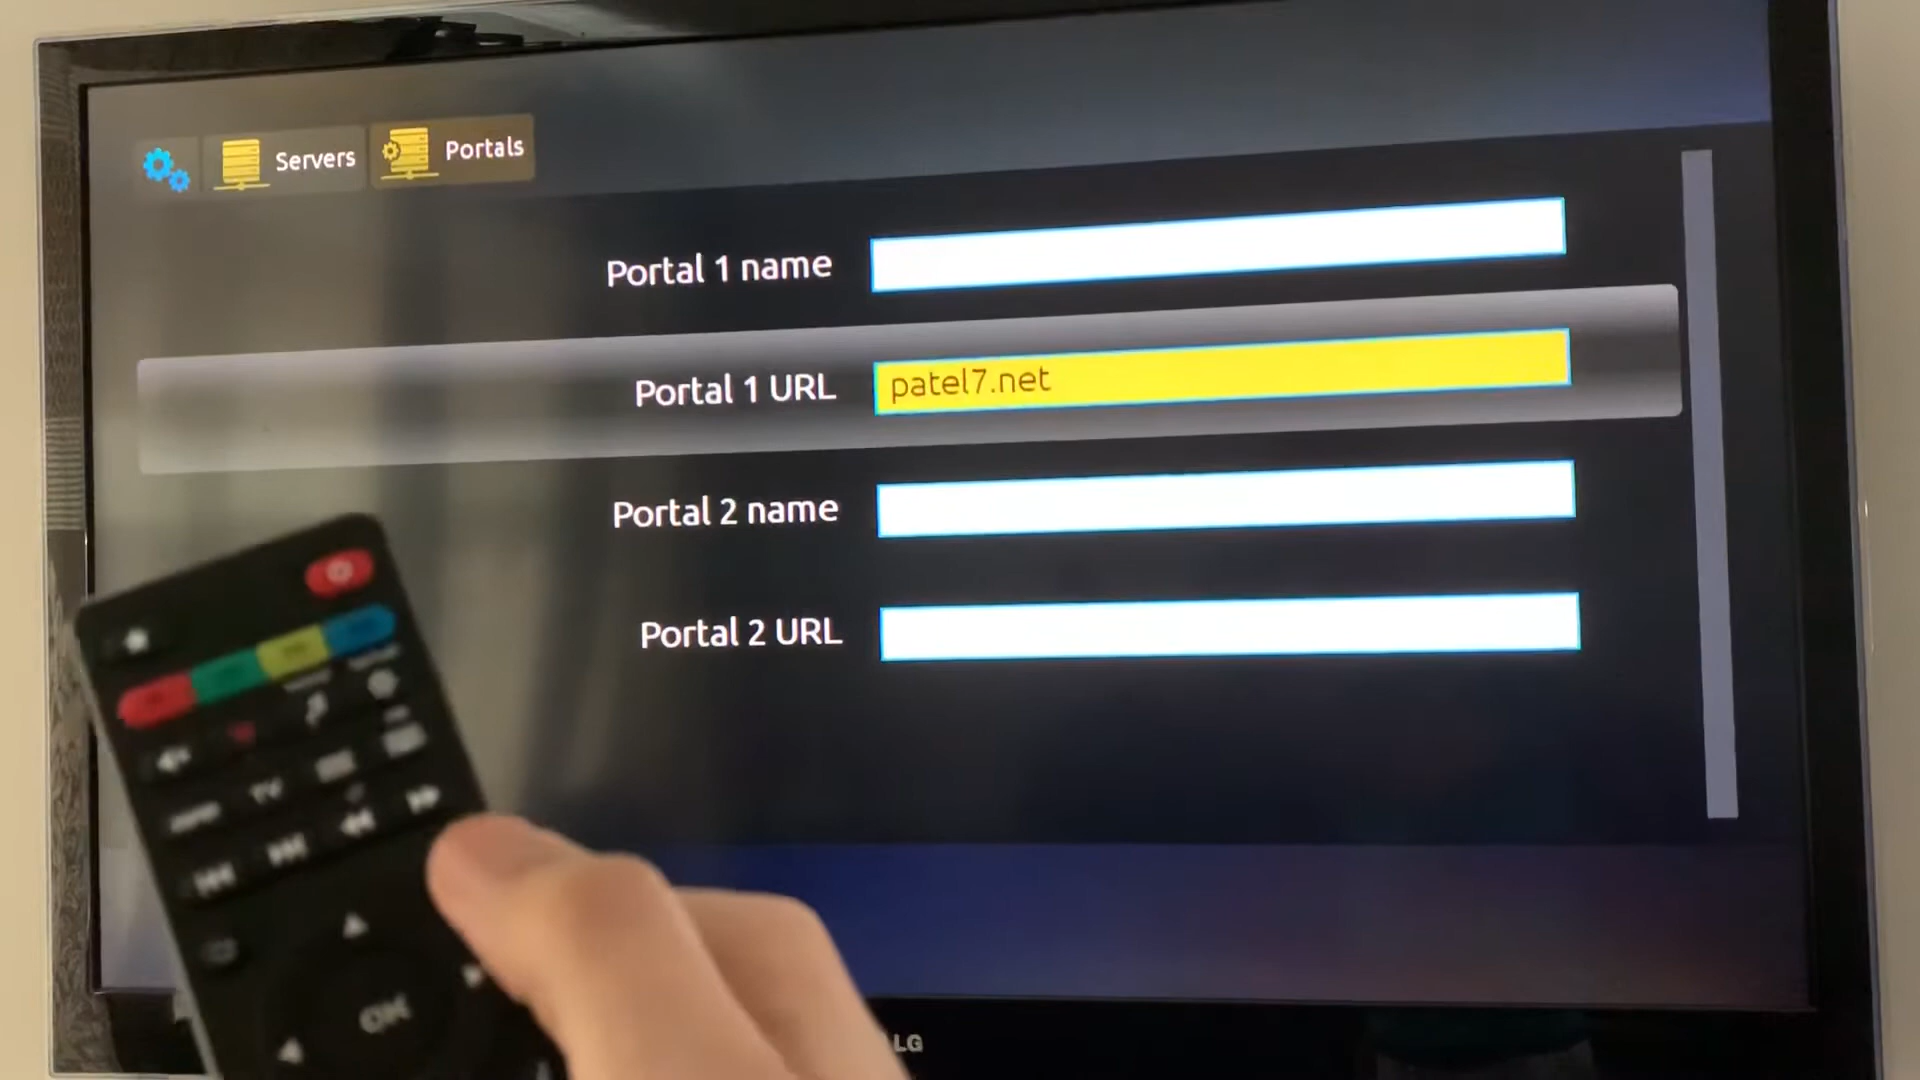 Servers
Portals
Portal 1 name
Portal 1 URL
patel7.net
Portal 2 name
Portal 2 URL
TV
OK
LG